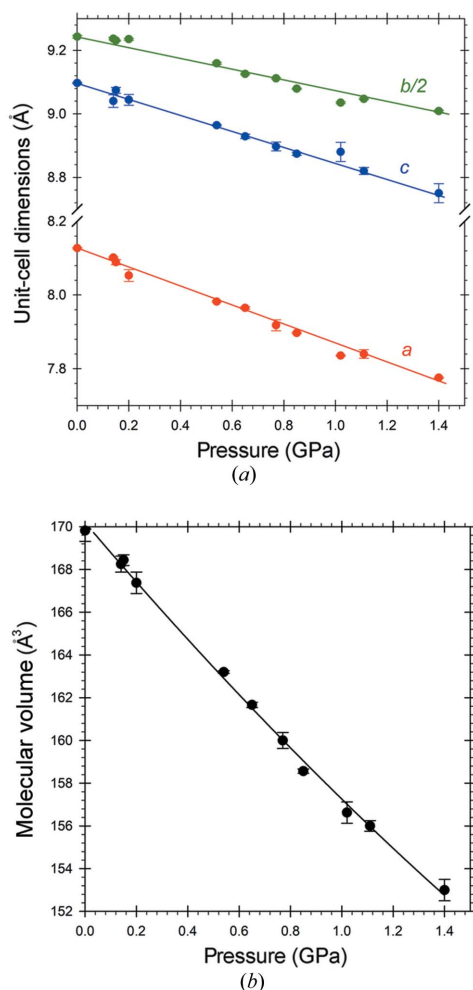 9.2
b/2
9.0
c
8.8
8.2
8.0
a
7.8
Unit-cell dimensions (Å)
0.0 0.2 0.4 0.6 0.8 1.0 1.2 1.4
Pressure (GPa)
(a)
170
168
166
164
162
160
158
156
154
152
Molecular volume (Å³)
0.0 0.2 0.4 0.6 0.8 1.0 1.2 1.4
Pressure (GPa)
(b)